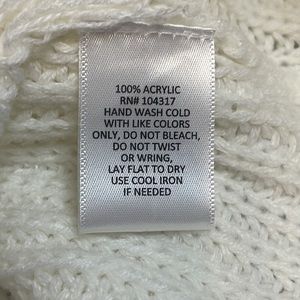 100% ACRYLIC
RN# 104317
HAND WASH COLD
WITH LIKE COLORS
ONLY, DO NOT BLEACH,
DO NOT TWIST
OR WRING,
LAY FLAT TO DRY
USE COOL IRON
IF NEEDED